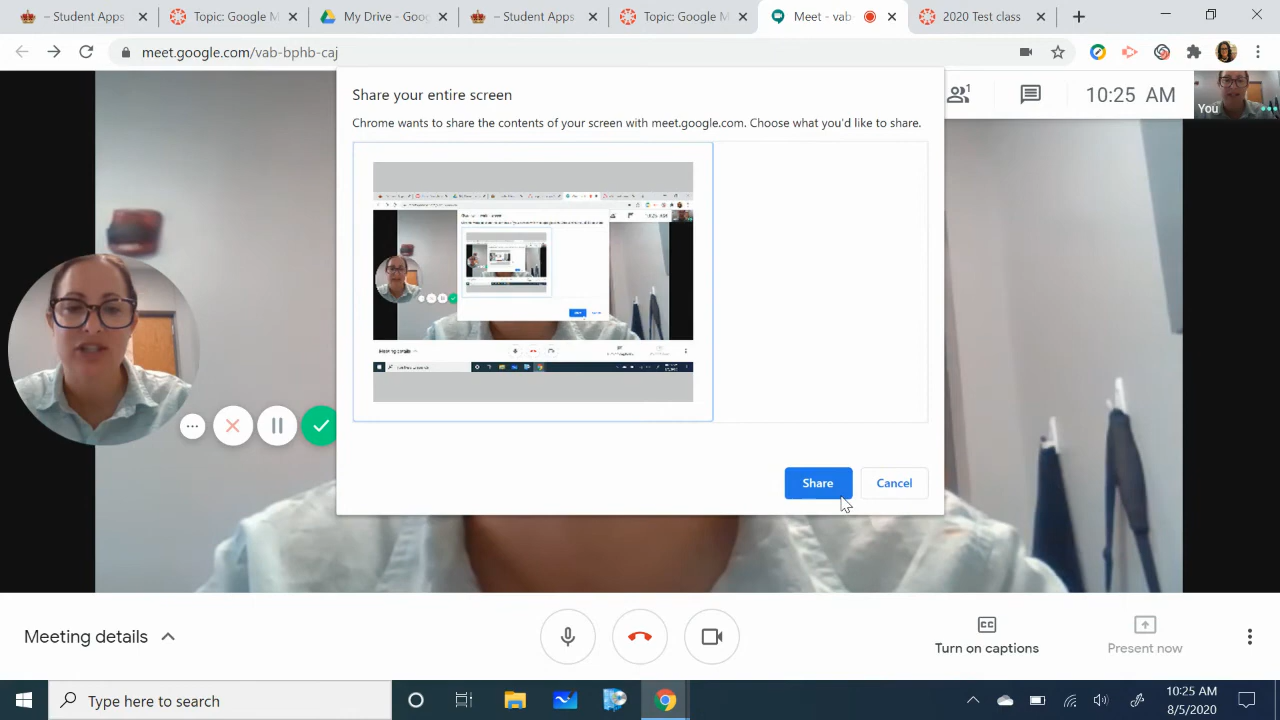 – Student Apps
Topic: Google M
My Drive - Goo
– Student Apps
Topic: Google M
Meet - vab
2020 Test class
meet.google.com/vab-bphb-caj
Share your entire screen
Chrome wants to share the contents of your screen with meet.google.com. Choose what you'd like to share.
1
10:25 AM
You
Share
Cancel
Meeting details
CC
Turn on captions
Present now
Type here to search
10:25 AM
8/5/2020